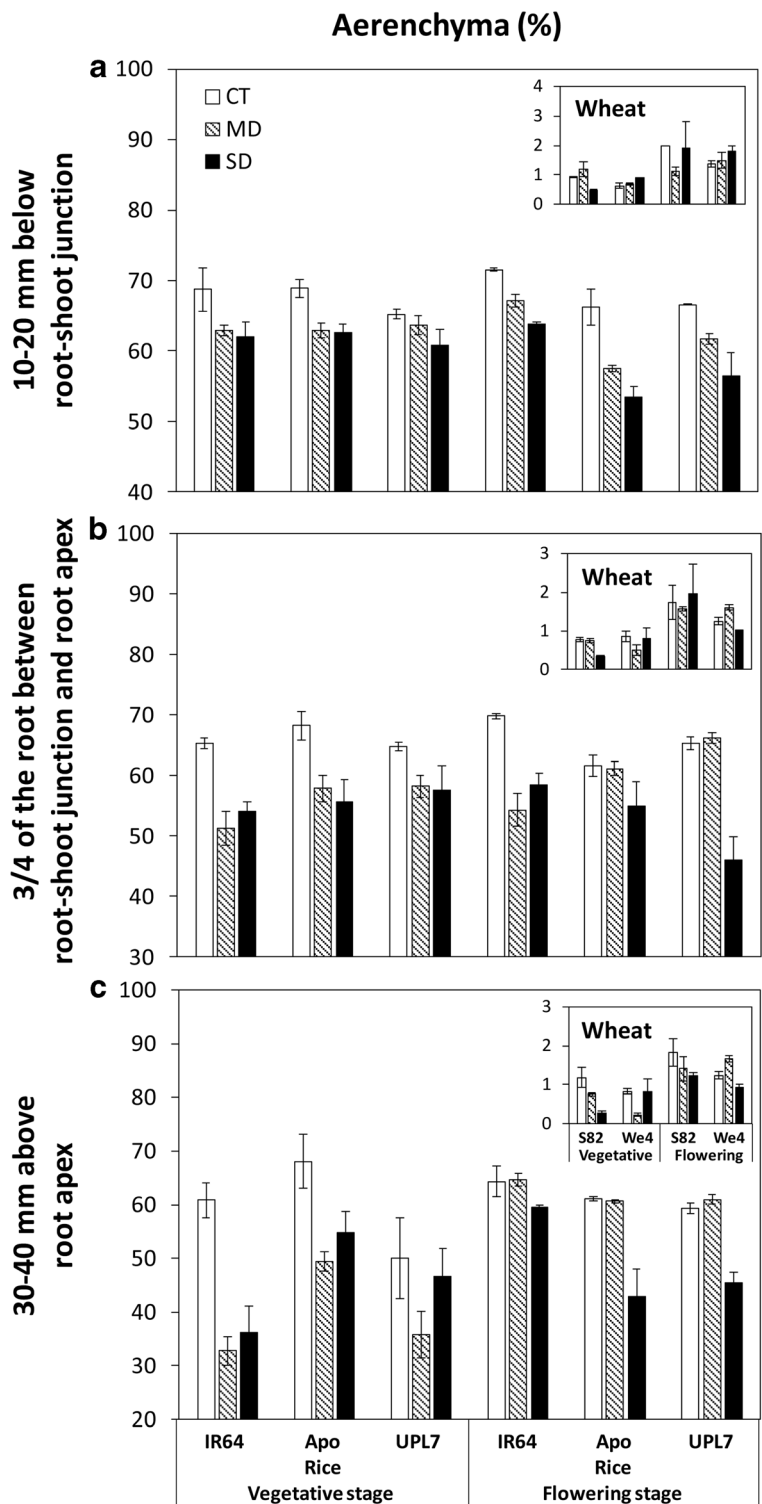 Aerenchyma (%)
a
10-20 mm below
root-shoot junction
100
90
80
70
60
50
40
CT
MD
SD
Wheat
4
3
2
1
0
b
3/4 of the root between
root-shoot junction and root apex
100
90
80
70
60
50
40
30
Wheat
3
2
1
0
c
30-40 mm above
root apex
100
90
80
70
60
50
40
30
20
Wheat
3
2
1
0
S82 We4 S82 We4
Vegetative Flowering
IR64 Apo UPL7 IR64 Apo UPL7
Rice Rice
Vegetative stage Flowering stage